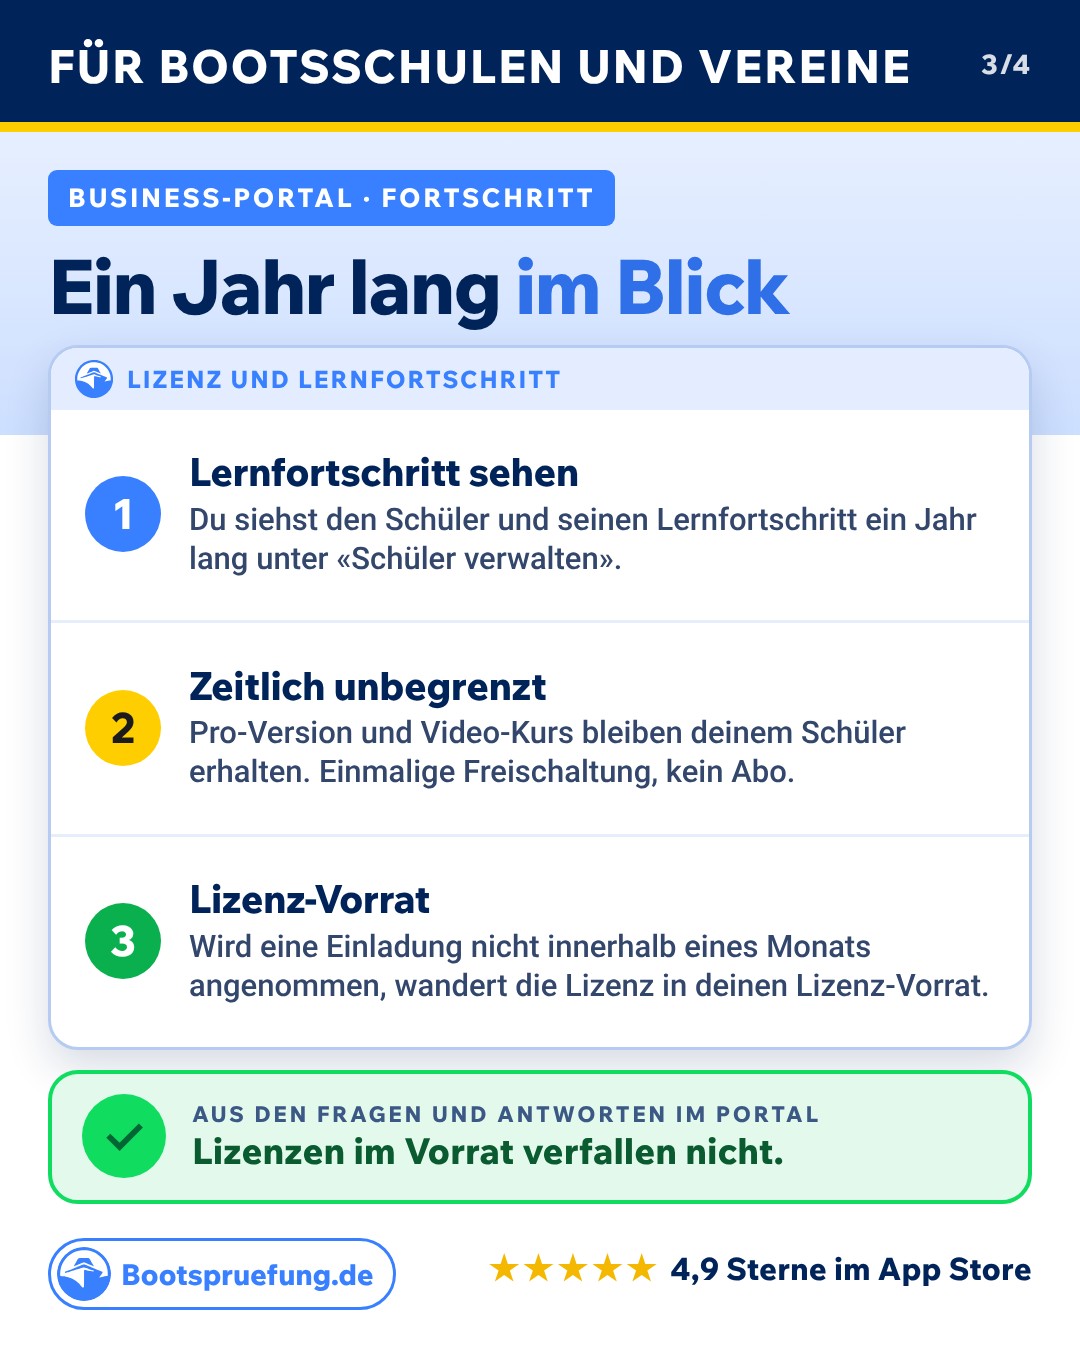 FÜR BOOTSSCHULEN UND VEREINE 3/4
BUSINESS-PORTAL · FORTSCHRITT
Ein Jahr lang im Blick
LIZENZ UND LERNFORTSCHRITT
1 Lernfortschritt sehen
Du siehst den Schüler und seinen Lernfortschritt ein Jahr
lang unter «Schüler verwalten».
2 Zeitlich unbegrenzt
Pro-Version und Video-Kurs bleiben deinem Schüler
erhalten. Einmalige Freischaltung, kein Abo.
3 Lizenz-Vorrat
Wird eine Einladung nicht innerhalb eines Monats
angenommen, wandert die Lizenz in deinen Lizenz-Vorrat.
AUS DEN FRAGEN UND ANTWORTEN IM PORTAL
Lizenzen im Vorrat verfallen nicht.
Bootspruefung.de ★★★★★ 4,9 Sterne im App Store